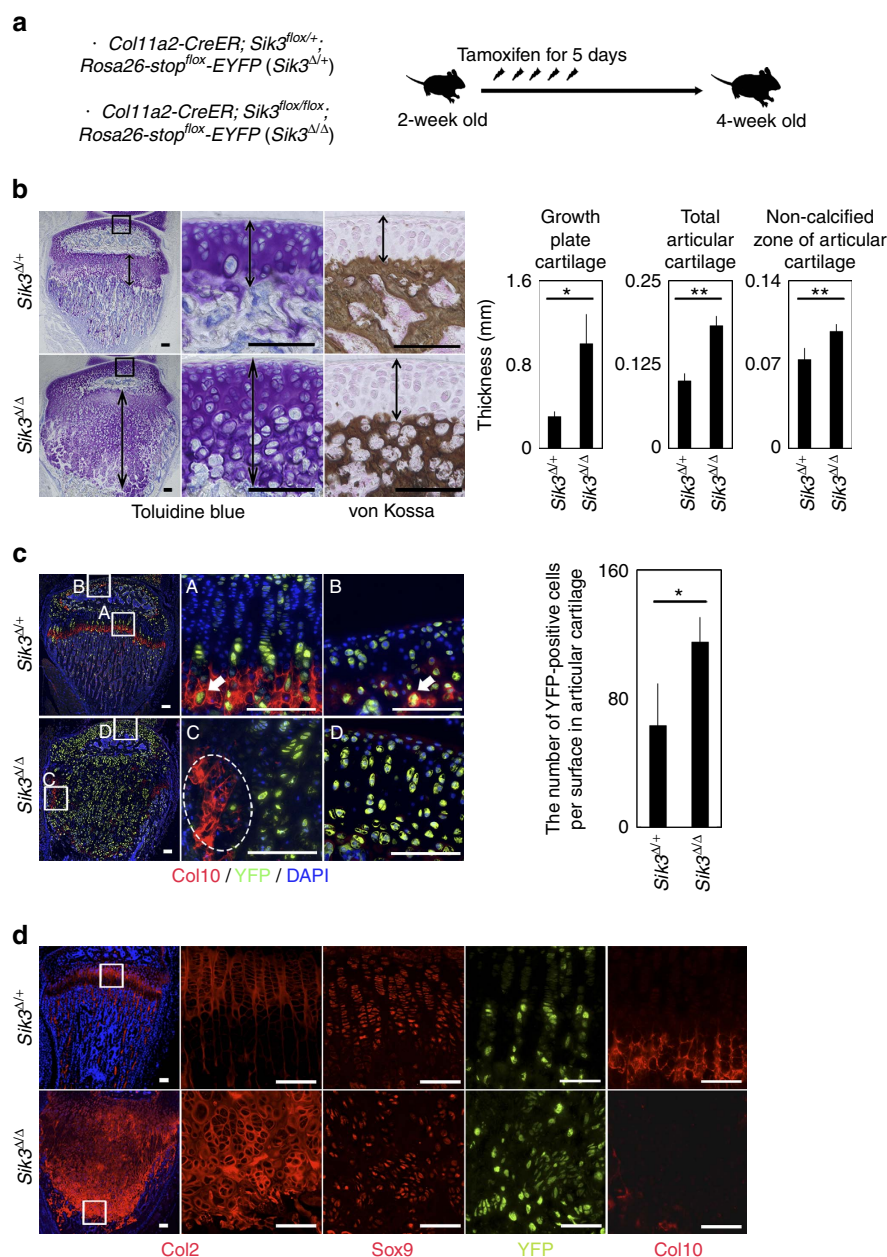 a
· Col11a2-CreER; Sik3flox/+;
Rosa26-stopflox-EYFP (Sik3Δ/+)
· Col11a2-CreER; Sik3flox/flox;
Rosa26-stopflox-EYFP (Sik3Δ/Δ)
Tamoxifen for 5 days
2-week old
4-week old
b
Sik3Δ/+
Sik3Δ/Δ
Toluidine blue
von Kossa
Thickness (mm)
Growth
plate
cartilage
1.6
0.8
0
*
Sik3Δ/+
Sik3Δ/Δ
Total
articular
cartilage
0.25
0.125
0
**
Sik3Δ/+
Sik3Δ/Δ
Non-calcified
zone of articular
cartilage
0.14
0.07
0
**
Sik3Δ/+
Sik3Δ/Δ
c
Sik3Δ/+
Sik3Δ/Δ
B
A
A
B
D
C
C
D
Col10 / YFP / DAPI
The number of YFP-positive cells
per surface in articular cartilage
160
80
0
*
Sik3Δ/+
Sik3Δ/Δ
d
Sik3Δ/+
Sik3Δ/Δ
Col2
Sox9
YFP
Col10